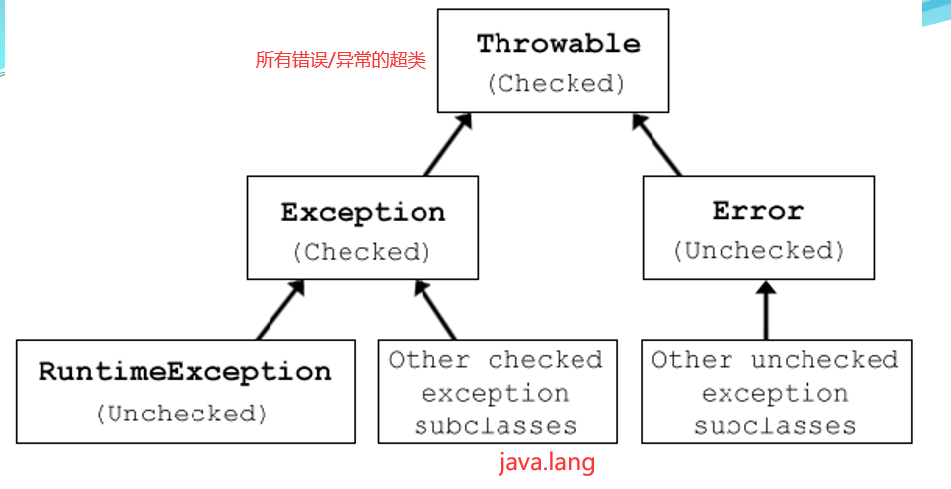 Throwable
所有错误/异常的超类
(Checked)
Exception
(Checked)
Error
(Unchecked)
RuntimeException
(Unchecked)
Other checked
exception
subclasses
Other unchecked
exception
subclasses
java.lang